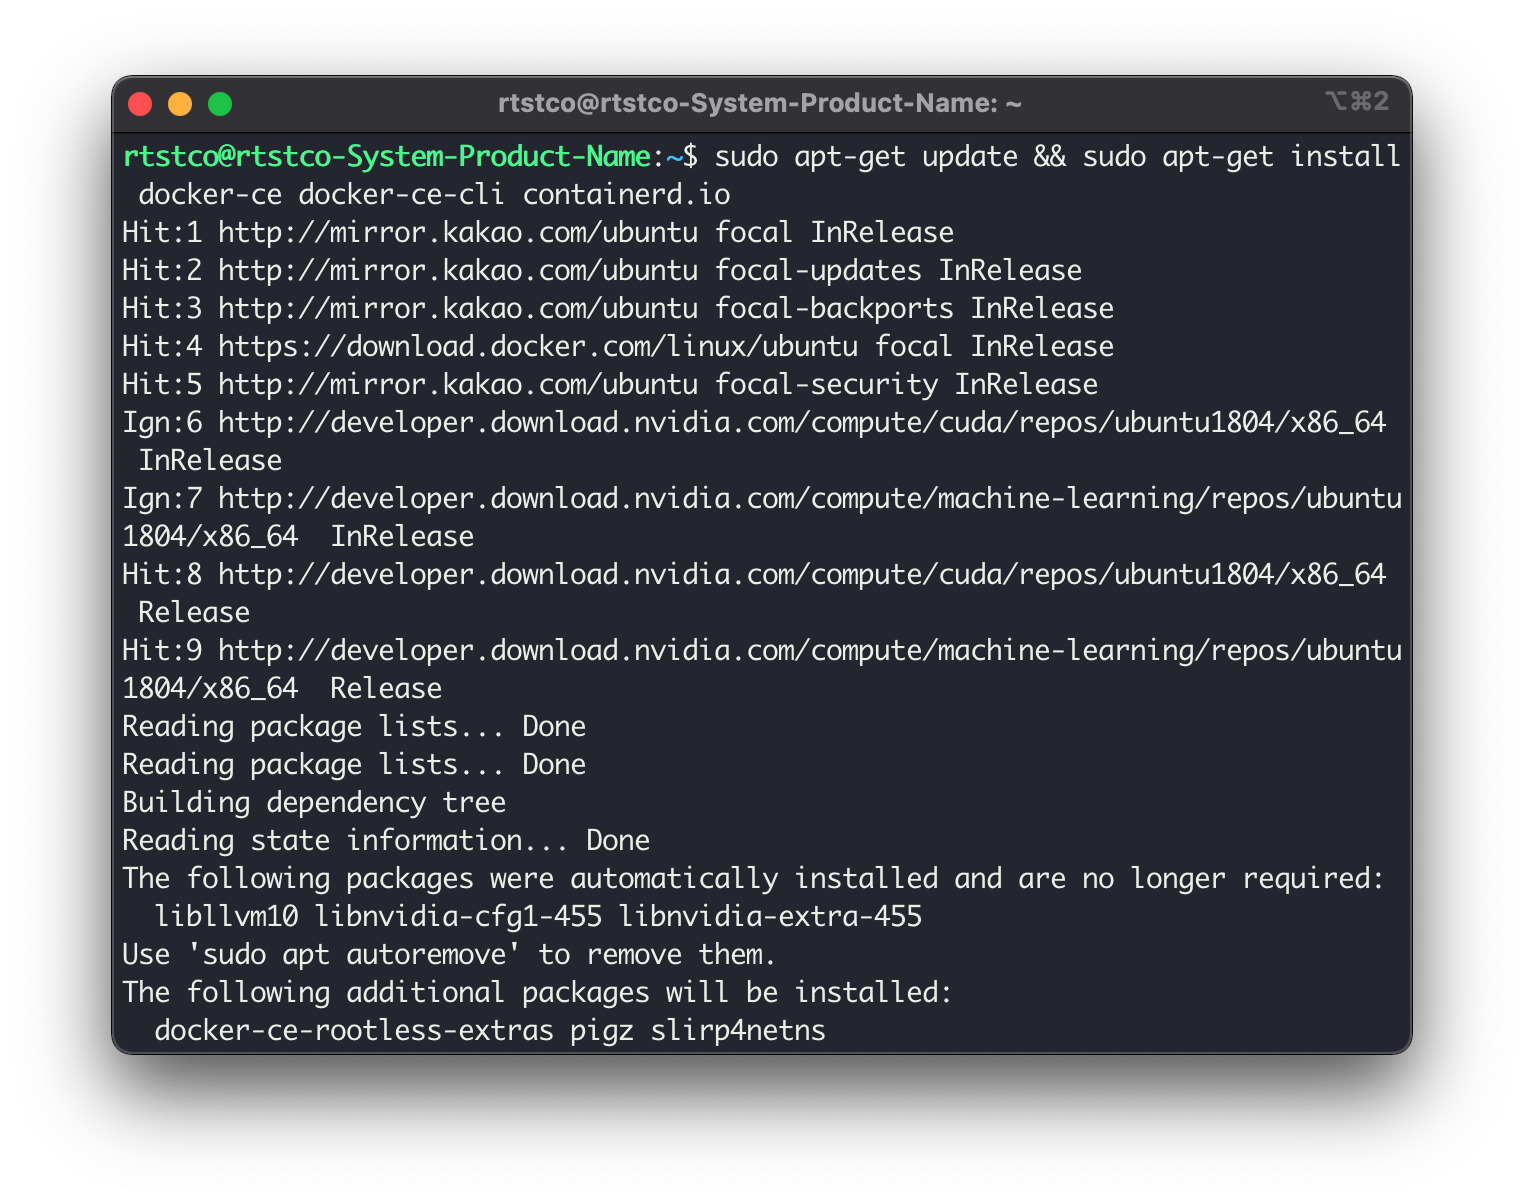 rtstco@rtstco-System-Product-Name: ~
⌥⌘2
rtstco@rtstco-System-Product-Name:~$ sudo apt-get update && sudo apt-get install
 docker-ce docker-ce-cli containerd.io
Hit:1 http://mirror.kakao.com/ubuntu focal InRelease
Hit:2 http://mirror.kakao.com/ubuntu focal-updates InRelease
Hit:3 http://mirror.kakao.com/ubuntu focal-backports InRelease
Hit:4 https://download.docker.com/linux/ubuntu focal InRelease
Hit:5 http://mirror.kakao.com/ubuntu focal-security InRelease
Ign:6 http://developer.download.nvidia.com/compute/cuda/repos/ubuntu1804/x86_64
 InRelease
Ign:7 http://developer.download.nvidia.com/compute/machine-learning/repos/ubuntu
1804/x86_64  InRelease
Hit:8 http://developer.download.nvidia.com/compute/cuda/repos/ubuntu1804/x86_64
 Release
Hit:9 http://developer.download.nvidia.com/compute/machine-learning/repos/ubuntu
1804/x86_64  Release
Reading package lists... Done
Reading package lists... Done
Building dependency tree
Reading state information... Done
The following packages were automatically installed and are no longer required:
  libllvm10 libnvidia-cfg1-455 libnvidia-extra-455
Use 'sudo apt autoremove' to remove them.
The following additional packages will be installed:
  docker-ce-rootless-extras pigz slirp4netns